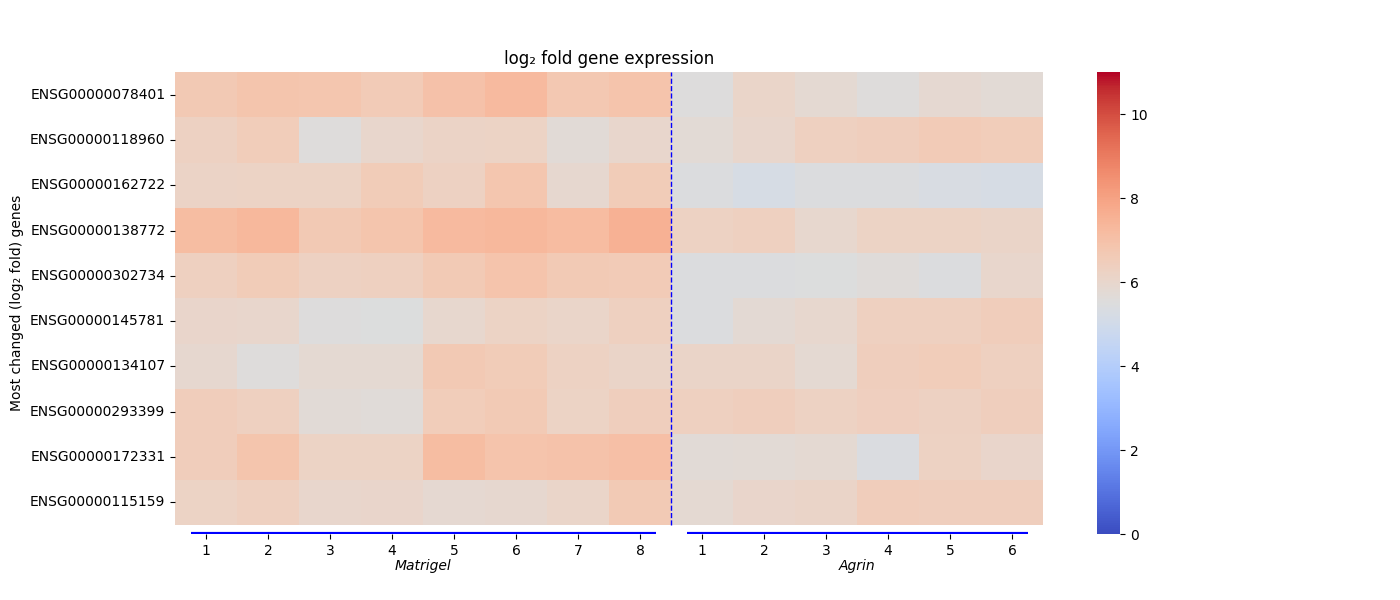 log₂ fold gene expression
Most changed (log₂ fold) genes
ENSG00000078401
ENSG00000118960
ENSG00000162722
ENSG00000138772
ENSG00000302734
ENSG00000145781
ENSG00000134107
ENSG00000293399
ENSG00000172331
ENSG00000115159
1 2 3 4 5 6 7 8 1 2 3 4 5 6
Matrigel Agrin
10
8
6
4
2
0